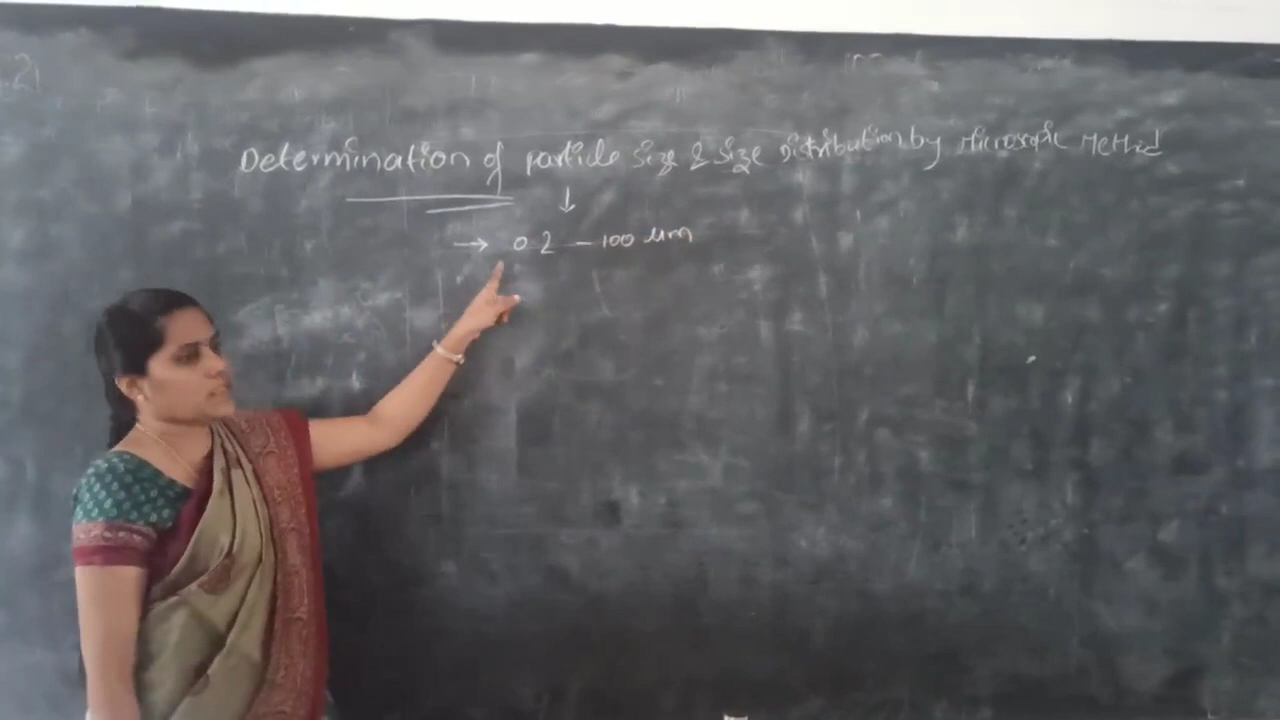 Determination of particle size & size Distribution by Microscopic Method
→ 0.2 – 100 µm